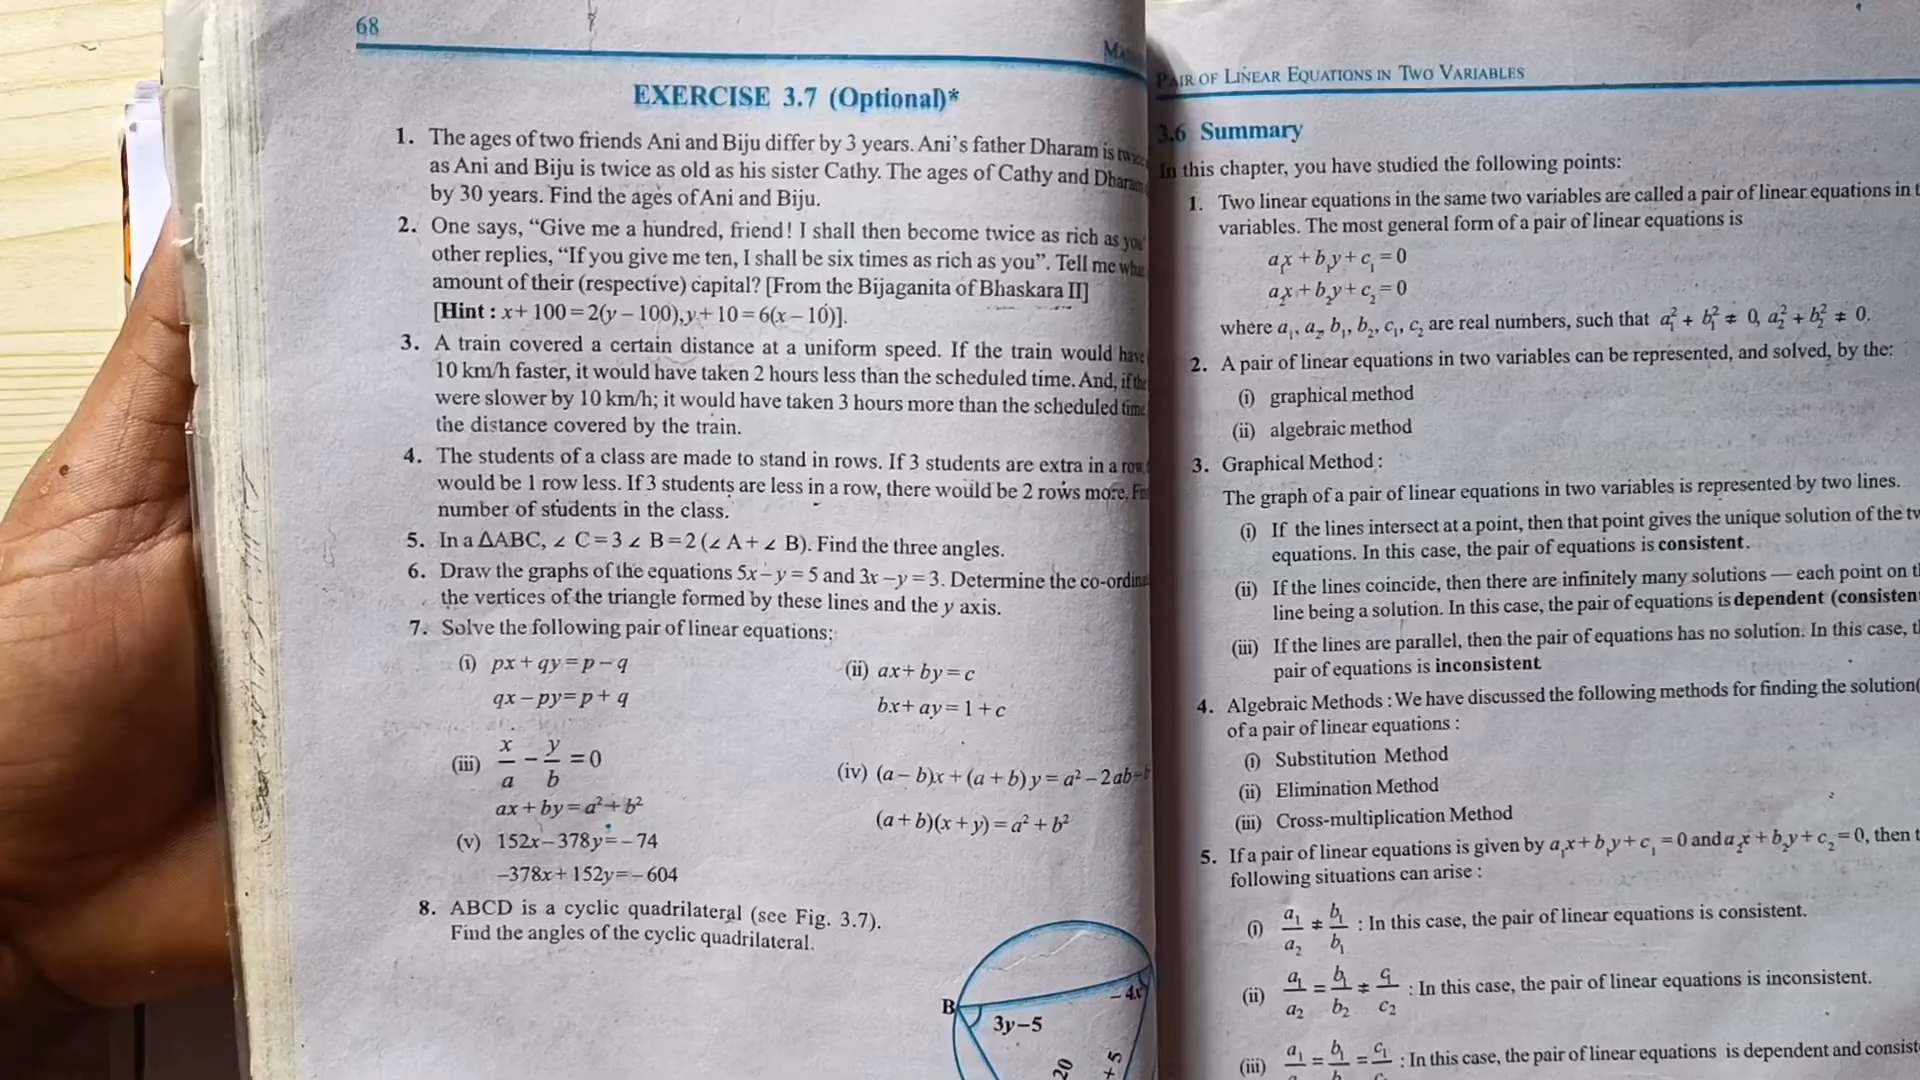 68
EXERCISE 3.7 (Optional)*
1. The ages of two friends Ani and Biju differ by 3 years. Ani's father Dharam is twice
as Ani and Biju is twice as old as his sister Cathy. The ages of Cathy and Dharam
by 30 years. Find the ages of Ani and Biju.
2. One says, “Give me a hundred, friend! I shall then become twice as rich as you”
other replies, “If you give me ten, I shall be six times as rich as you”. Tell me what
amount of their (respective) capital? [From the Bijaganita of Bhaskara II]
[Hint : x + 100 = 2(y – 100), y + 10 = 6(x – 10)].
3. A train covered a certain distance at a uniform speed. If the train would have
10 km/h faster, it would have taken 2 hours less than the scheduled time. And, if the
were slower by 10 km/h; it would have taken 3 hours more than the scheduled time.
the distance covered by the train.
4. The students of a class are made to stand in rows. If 3 students are extra in a row,
would be 1 row less. If 3 students are less in a row, there would be 2 rows more.
number of students in the class.
5. In a ΔABC, ∠ C = 3 ∠ B = 2 (∠ A + ∠ B). Find the three angles.
6. Draw the graphs of the equations 5x – y = 5 and 3x – y = 3. Determine the
the vertices of the triangle formed by these lines and the y axis.
7. Solve the following pair of linear equations:
(i) px + qy = p – q
qx – py = p + q
(ii) ax + by = c
bx + ay = 1 + c
(iii) x/a – y/b = 0
ax + by = a² + b²
(iv) (a – b)x + (a + b) y = a² – 2ab –
(a + b)(x + y) = a² + b²
(v) 152x – 378y = – 74
–378x + 152y = – 604
8. ABCD is a cyclic quadrilateral (see Fig. 3.7).
Find the angles of the cyclic quadrilateral.
B
3y – 5
– 4x
20
+ 5
PAIR OF LINEAR EQUATIONS IN TWO VARIABLES
3.6 Summary
In this chapter, you have studied the following points:
1. Two linear equations in the same two variables are called a pair of linear equations in
variables. The most general form of a pair of linear equations is
a₁x + b₁y + c₁ = 0
a₂x + b₂y + c₂ = 0
where a₁, a₂, b₁, b₂, c₁, c₂ are real numbers, such that a₁² + b₁² ≠ 0, a₂² + b₂² ≠ 0.
2. A pair of linear equations in two variables can be represented, and solved, by the:
(i) graphical method
(ii) algebraic method
3. Graphical Method :
The graph of a pair of linear equations in two variables is represented by two lines.
(i) If the lines intersect at a point, then that point gives the unique solution of the
equations. In this case, the pair of equations is consistent.
(ii) If the lines coincide, then there are infinitely many solutions — each point on
line being a solution. In this case, the pair of equations is dependent (consistent
(iii) If the lines are parallel, then the pair of equations has no solution. In this case,
pair of equations is inconsistent
4. Algebraic Methods : We have discussed the following methods for finding the solution(
of a pair of linear equations :
(i) Substitution Method
(ii) Elimination Method
(iii) Cross-multiplication Method
5. If a pair of linear equations is given by a₁x + b₁y + c₁ = 0 and a₂x + b₂y + c₂ = 0, then
following situations can arise :
(i) a₁/a₂ ≠ b₁/b₁ : In this case, the pair of linear equations is consistent.
(ii) a₁/a₂ = b₁/b₂ ≠ c₁/c₂ : In this case, the pair of linear equations is inconsistent.
(iii) a₁ = b₁ = c₁ : In this case, the pair of linear equations is dependent and